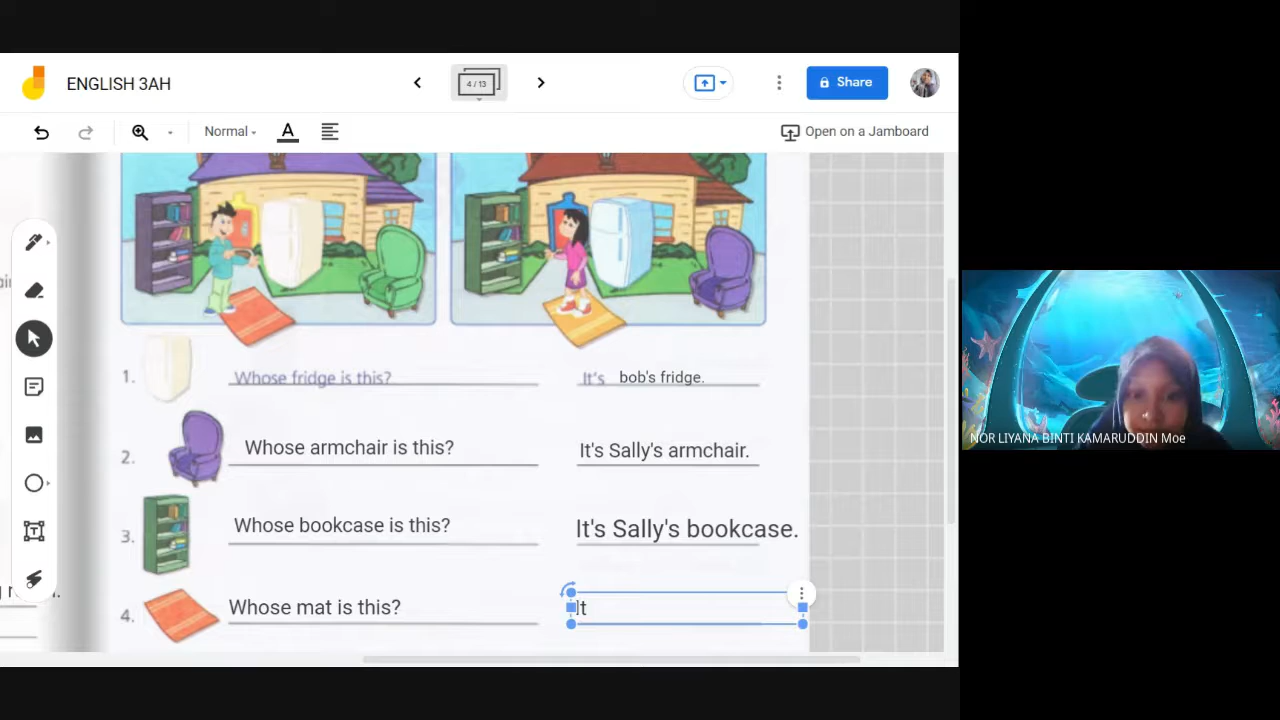 ENGLISH 3AH
4 / 13
Share
Normal
A
Open on a Jamboard
1. Whose fridge is this? It's bob's fridge.
2. Whose armchair is this? It's Sally's armchair.
3. Whose bookcase is this? It's Sally's bookcase.
4. Whose mat is this? It
NOR LIYANA BINTI KAMARUDDIN Moe